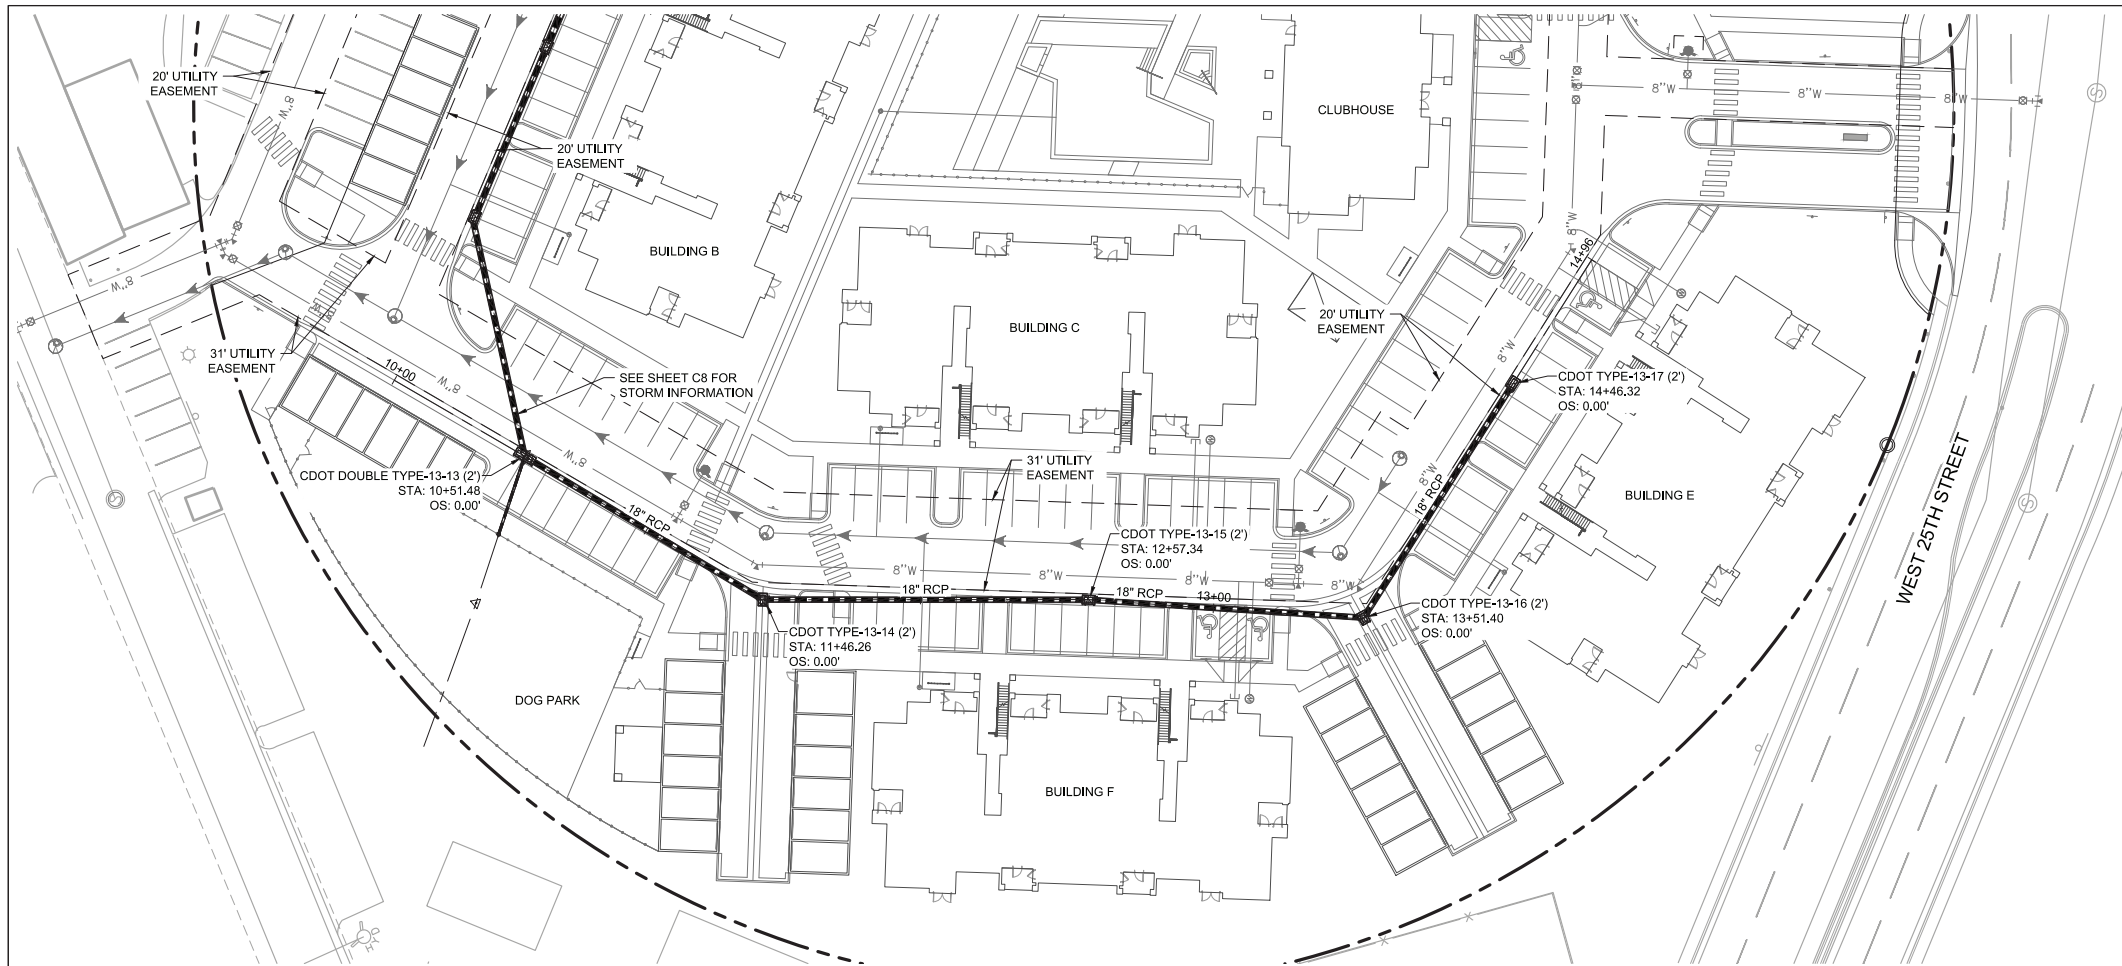 20' UTILITY
EASEMENT
20' UTILITY
EASEMENT
8"W
BUILDING B
CLUBHOUSE
8"W
8"W
8"W
8"W
8"W
14+96
8"W
BUILDING C
20' UTILITY
EASEMENT
8"W
31' UTILITY
EASEMENT
10+00
8"W
8"W
SEE SHEET C8 FOR
STORM INFORMATION
CDOT TYPE-13-17 (2')
STA: 14+46.32
OS: 0.00'
WEST 25TH STREET
31' UTILITY
EASEMENT
8"W
8"W
CDOT DOUBLE TYPE-13-13 (2')
STA: 10+51.48
OS: 0.00'
18" RCP
18" RCP
BUILDING E
CDOT TYPE-13-15 (2')
STA: 12+57.34
OS: 0.00'
8"W
8"W
8"W
8"W
18" RCP
18" RCP
13+00
CDOT TYPE-13-16 (2')
STA: 13+51.40
OS: 0.00'
CDOT TYPE-13-14 (2')
STA: 11+46.26
OS: 0.00'
DOG PARK
BUILDING F
HYD